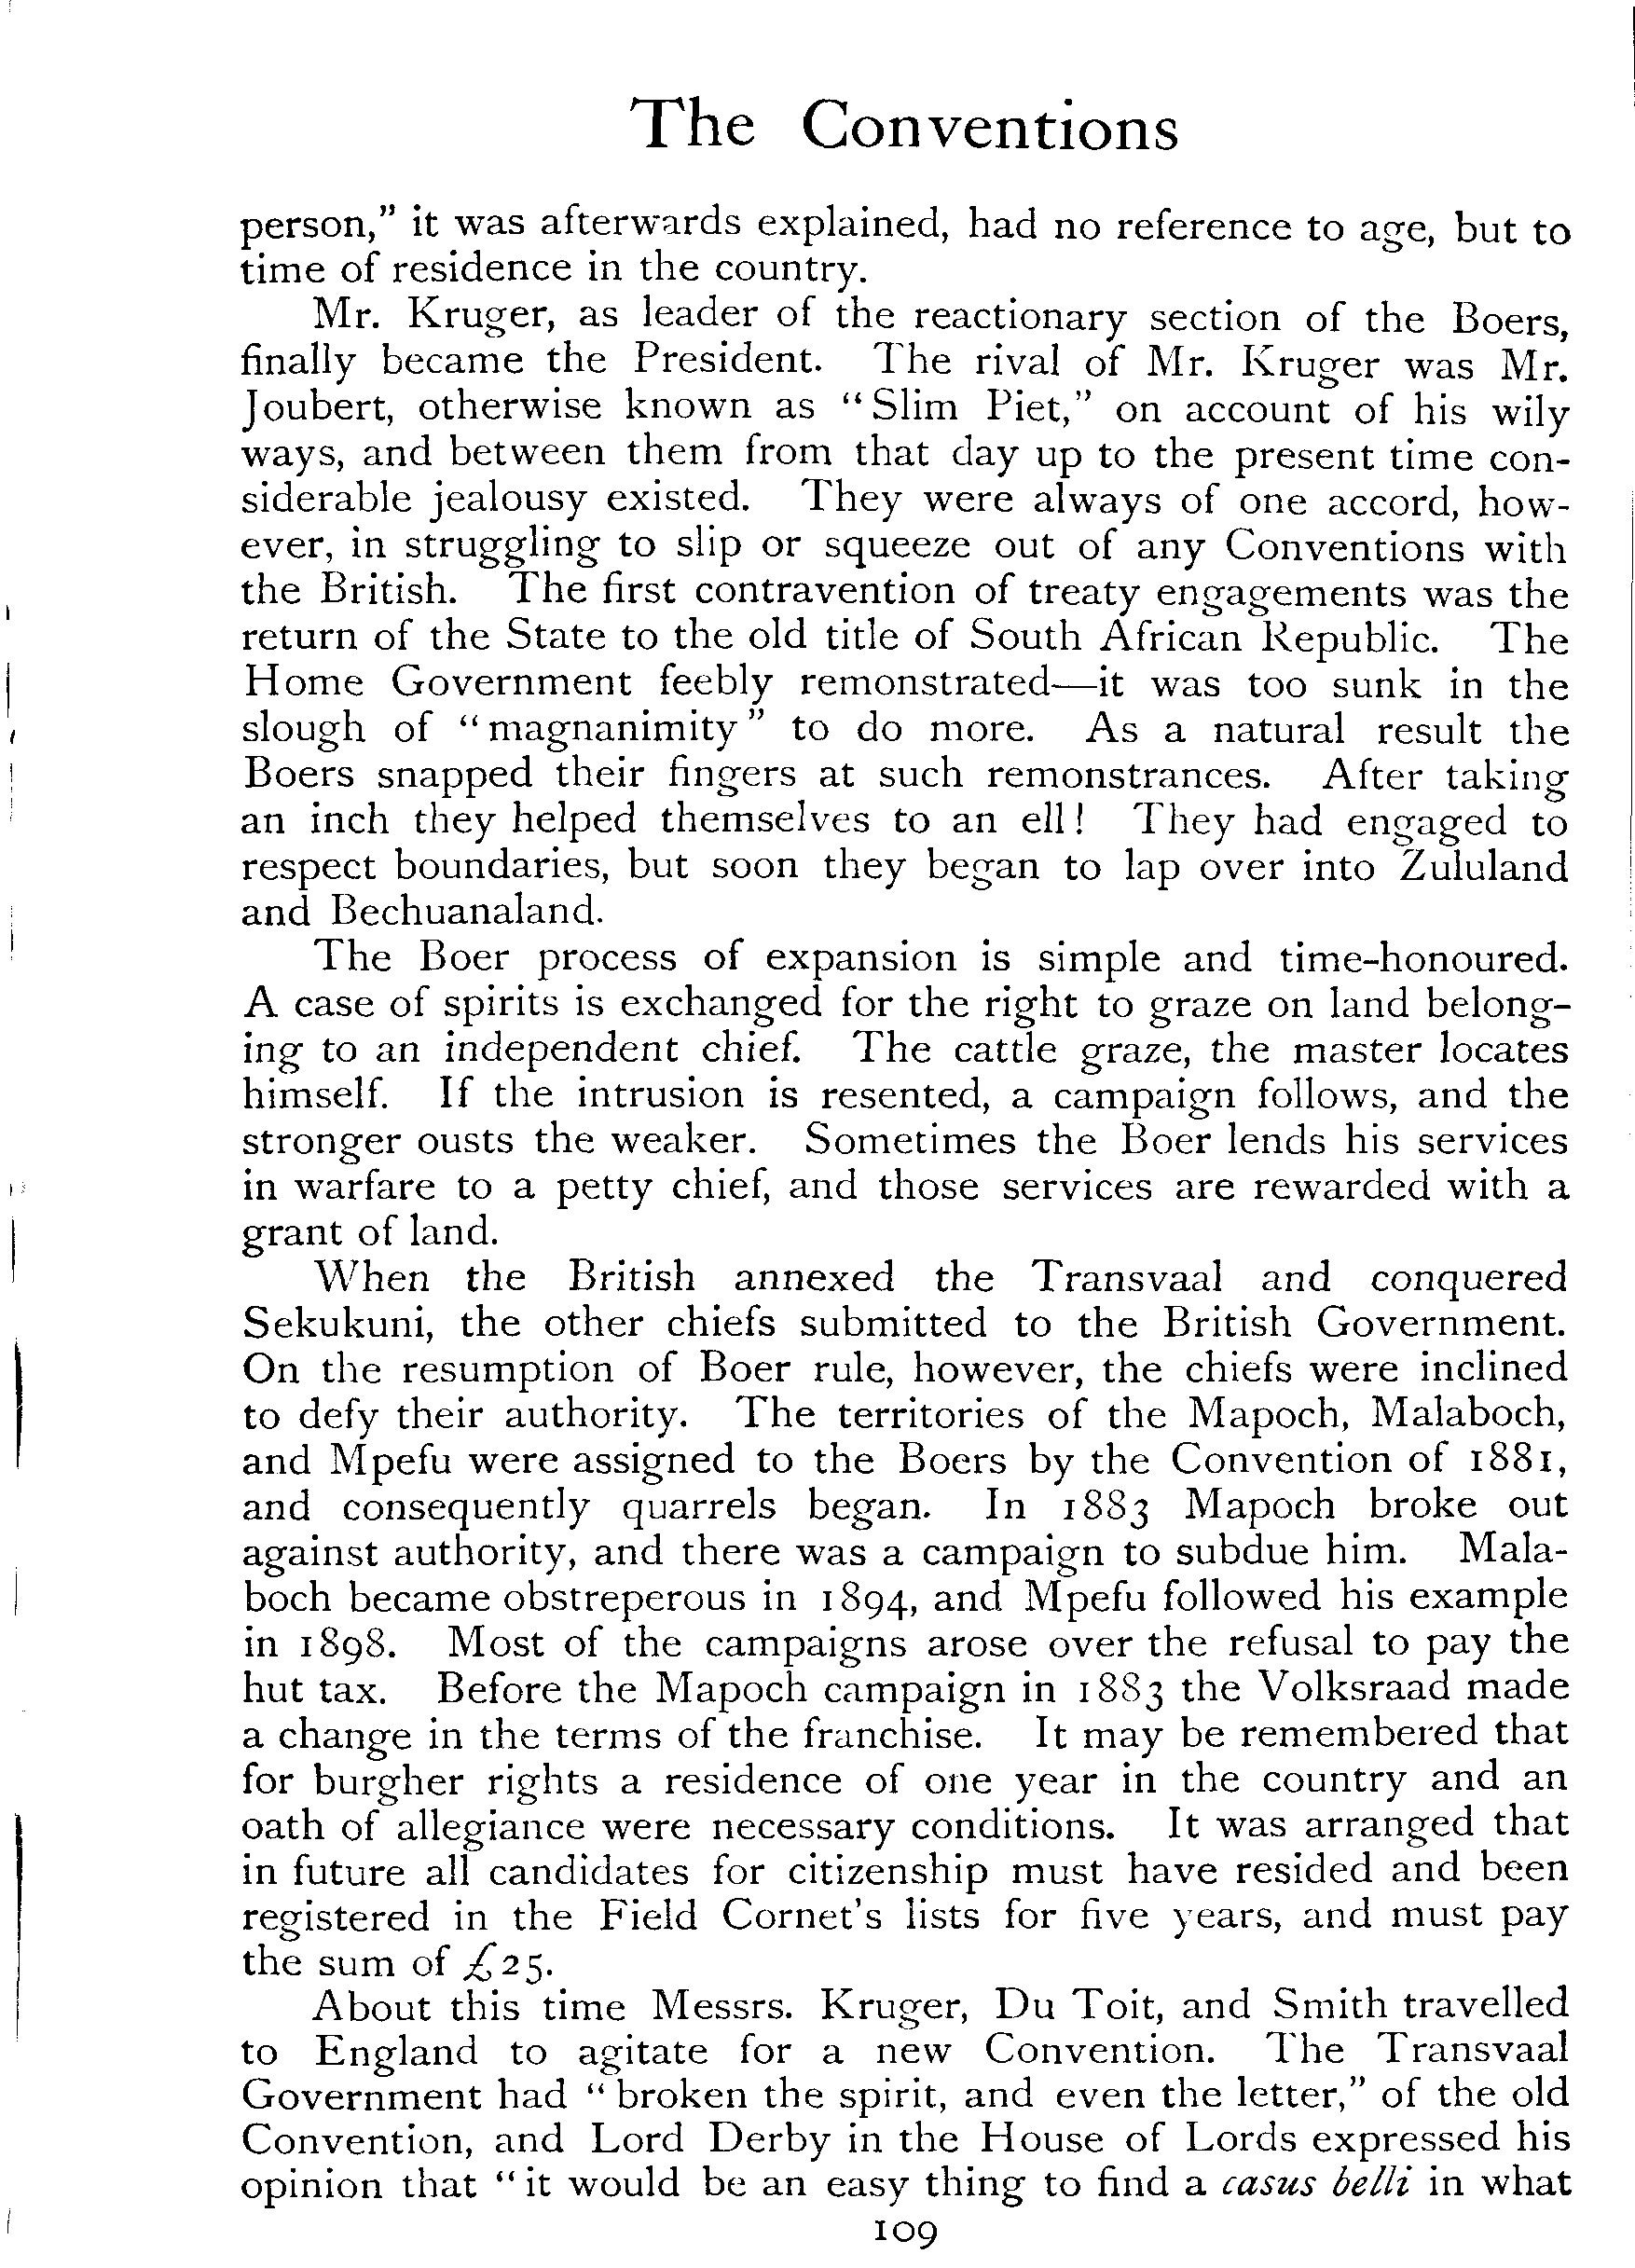 The Conventions
person,” it was afterwards explained, had no reference to age, but to
time of residence in the country.
Mr. Kruger, as leader of the reactionary section of the Boers,
finally became the President. The rival of Mr. Kruger was Mr.
Joubert, otherwise known as “Slim Piet,” on account of his wily
ways, and between them from that day up to the present time con-
siderable jealousy existed. They were always of one accord, how-
ever, in struggling to slip or squeeze out of any Conventions with
the British. The first contravention of treaty engagements was the
return of the State to the old title of South African Republic. The
Home Government feebly remonstrated—it was too sunk in the
slough of “magnanimity” to do more. As a natural result the
Boers snapped their fingers at such remonstrances. After taking
an inch they helped themselves to an ell! They had engaged to
respect boundaries, but soon they began to lap over into Zululand
and Bechuanaland.
The Boer process of expansion is simple and time-honoured.
A case of spirits is exchanged for the right to graze on land belong-
ing to an independent chief. The cattle graze, the master locates
himself. If the intrusion is resented, a campaign follows, and the
stronger ousts the weaker. Sometimes the Boer lends his services
in warfare to a petty chief, and those services are rewarded with a
grant of land.
When the British annexed the Transvaal and conquered
Sekukuni, the other chiefs submitted to the British Government.
On the resumption of Boer rule, however, the chiefs were inclined
to defy their authority. The territories of the Mapoch, Malaboch,
and Mpefu were assigned to the Boers by the Convention of 1881,
and consequently quarrels began. In 1883 Mapoch broke out
against authority, and there was a campaign to subdue him. Mala-
boch became obstreperous in 1894, and Mpefu followed his example
in 1898. Most of the campaigns arose over the refusal to pay the
hut tax. Before the Mapoch campaign in 1883 the Volksraad made
a change in the terms of the franchise. It may be remembered that
for burgher rights a residence of one year in the country and an
oath of allegiance were necessary conditions. It was arranged that
in future all candidates for citizenship must have resided and been
registered in the Field Cornet's lists for five years, and must pay
the sum of £25.
About this time Messrs. Kruger, Du Toit, and Smith travelled
to England to agitate for a new Convention. The Transvaal
Government had “broken the spirit, and even the letter,” of the old
Convention, and Lord Derby in the House of Lords expressed his
opinion that “it would be an easy thing to find a casus belli in what
109